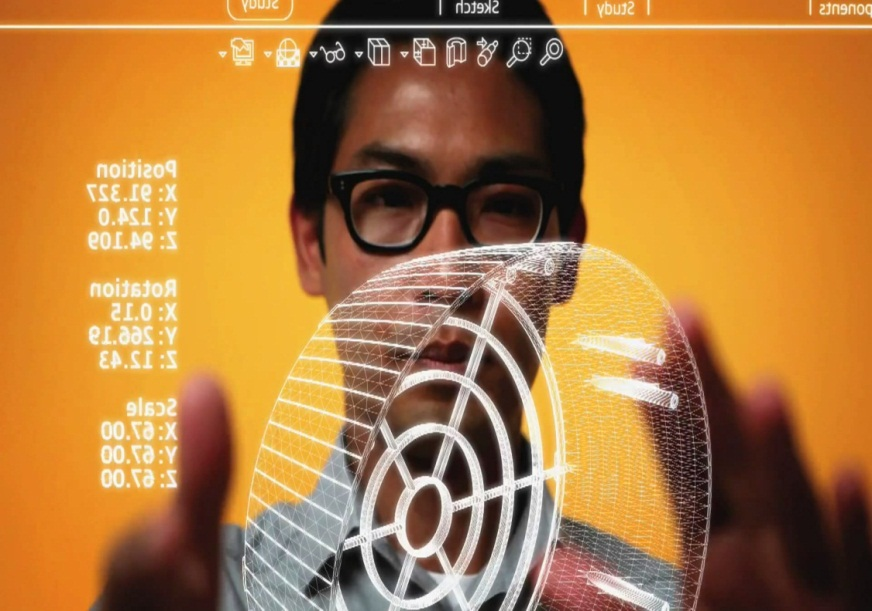 Study
Sketch
Study
ponents
Position
X: 91.327
Y: 124.0
Z: 94.109
Rotation
X: 0.15
Y: 266.19
Z: 12.43
Scale
X: 67.00
Y: 67.00
Z: 67.00